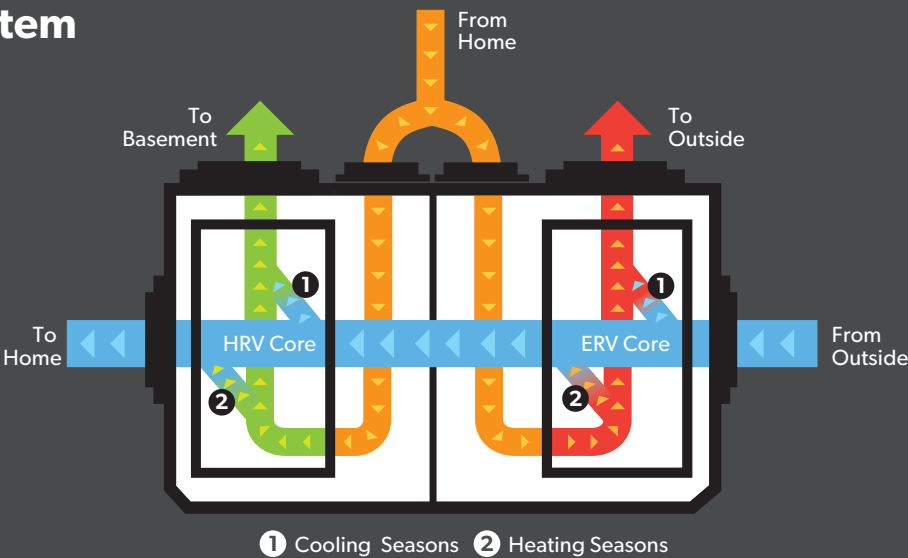 tem
From
Home
To
Basement
To
Outside
1
1
To
Home
HRV Core
ERV Core
From
Outside
2
2
1 Cooling Seasons 2 Heating Seasons